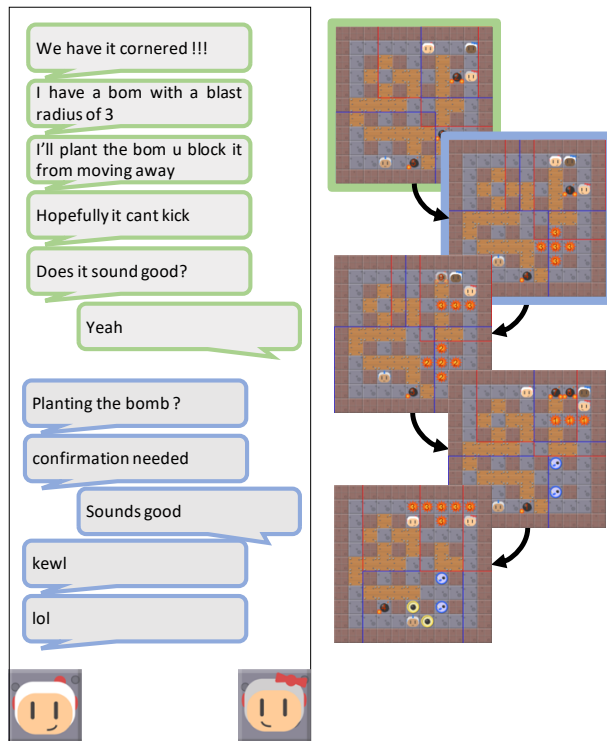 We have it cornered !!!
I have a bom with a blast
radius of 3
I'll plant the bom u block it
from moving away
Hopefully it cant kick
Does it sound good?
Yeah
Planting the bomb ?
confirmation needed
Sounds good
kewl
lol